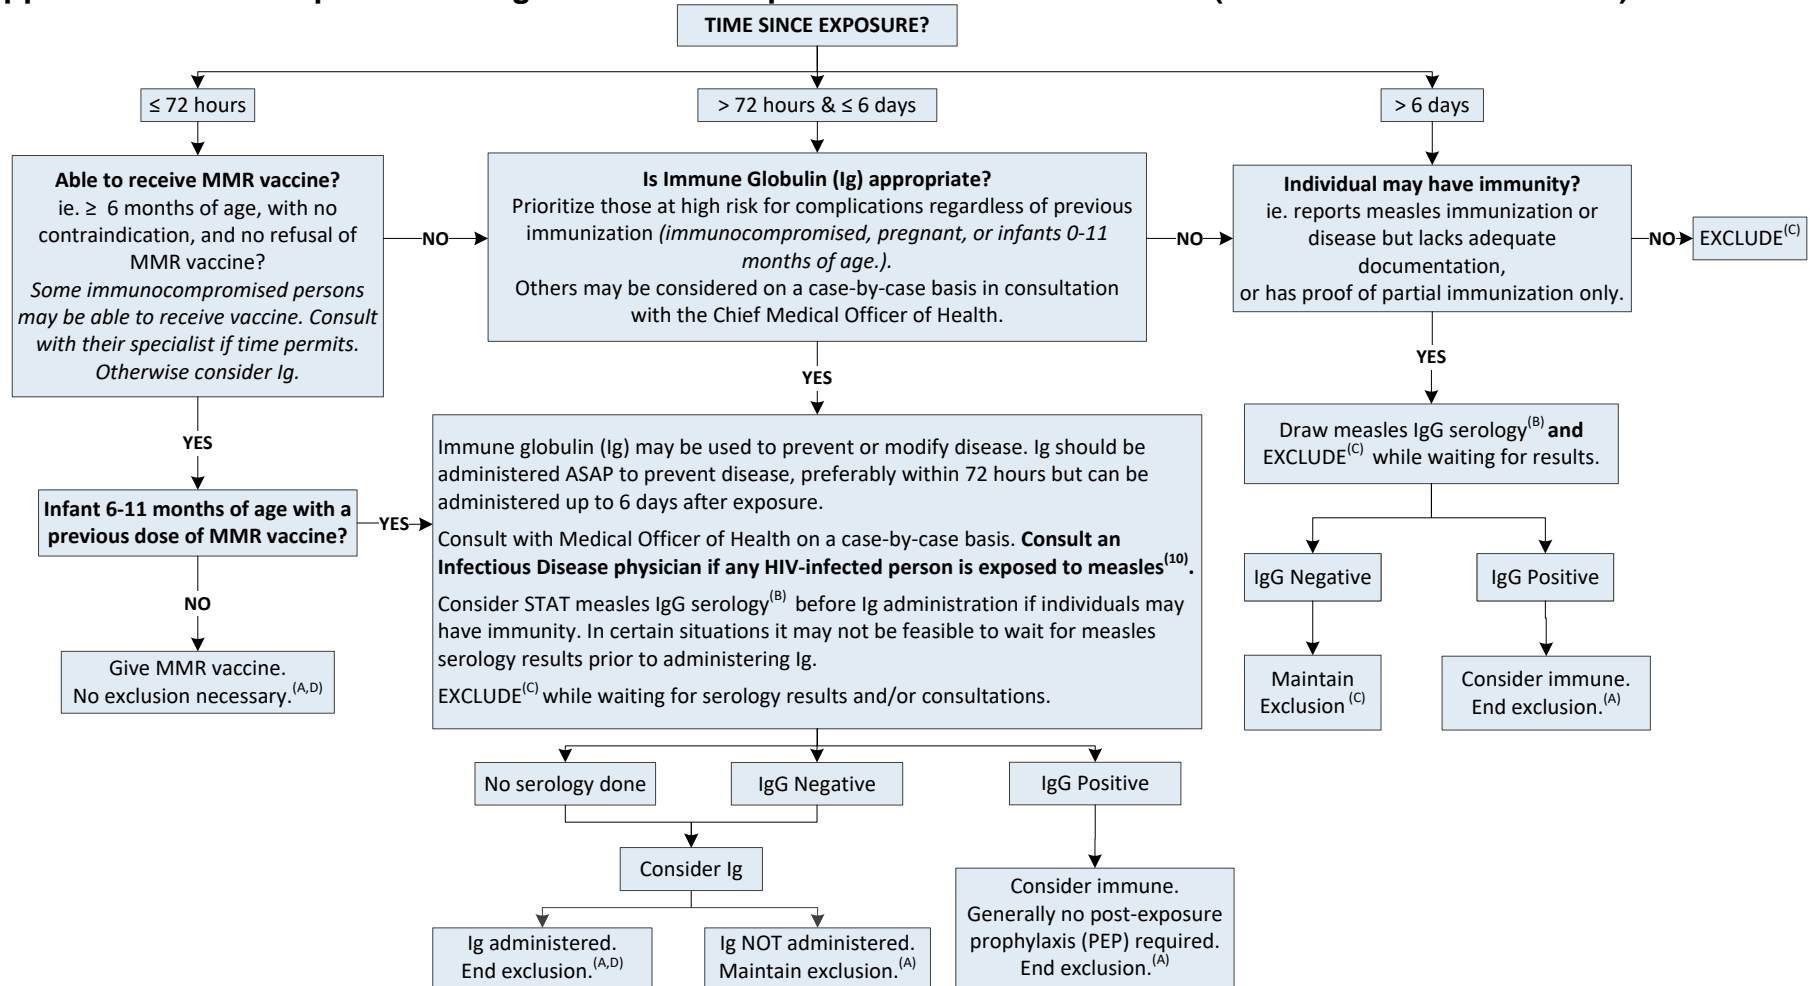 TIME SINCE EXPOSURE?
≤ 72 hours
> 72 hours & ≤ 6 days
> 6 days
Able to receive MMR vaccine?
ie. ≥ 6 months of age, with no
contraindication, and no refusal of
MMR vaccine?
Some immunocompromised persons
may be able to receive vaccine. Consult
with their specialist if time permits.
Otherwise consider Ig.
NO
Is Immune Globulin (Ig) appropriate?
Prioritize those at high risk for complications regardless of previous
immunization (immunocompromised, pregnant, or infants 0-11
months of age.).
Others may be considered on a case-by-case basis in consultation
with the Chief Medical Officer of Health.
NO
Individual may have immunity?
ie. reports measles immunization or
disease but lacks adequate
documentation,
or has proof of partial immunization only.
NO
EXCLUDE(C)
YES
YES
YES
Infant 6-11 months of age with a
previous dose of MMR vaccine?
YES
NO
Give MMR vaccine.
No exclusion necessary.(A,D)
Immune globulin (Ig) may be used to prevent or modify disease. Ig should be
administered ASAP to prevent disease, preferably within 72 hours but can be
administered up to 6 days after exposure.
Consult with Medical Officer of Health on a case-by-case basis. Consult an
Infectious Disease physician if any HIV-infected person is exposed to measles(10).
Consider STAT measles IgG serology(B) before Ig administration if individuals may
have immunity. In certain situations it may not be feasible to wait for measles
serology results prior to administering Ig.
EXCLUDE(C) while waiting for serology results and/or consultations.
Draw measles IgG serology(B) and
EXCLUDE(C) while waiting for results.
IgG Negative
IgG Positive
Maintain
Exclusion (C)
Consider immune.
End exclusion.(A)
No serology done
IgG Negative
IgG Positive
Consider Ig
Ig administered.
End exclusion.(A,D)
Ig NOT administered.
Maintain exclusion.(A)
Consider immune.
Generally no post-exposure
prophylaxis (PEP) required.
End exclusion.(A)